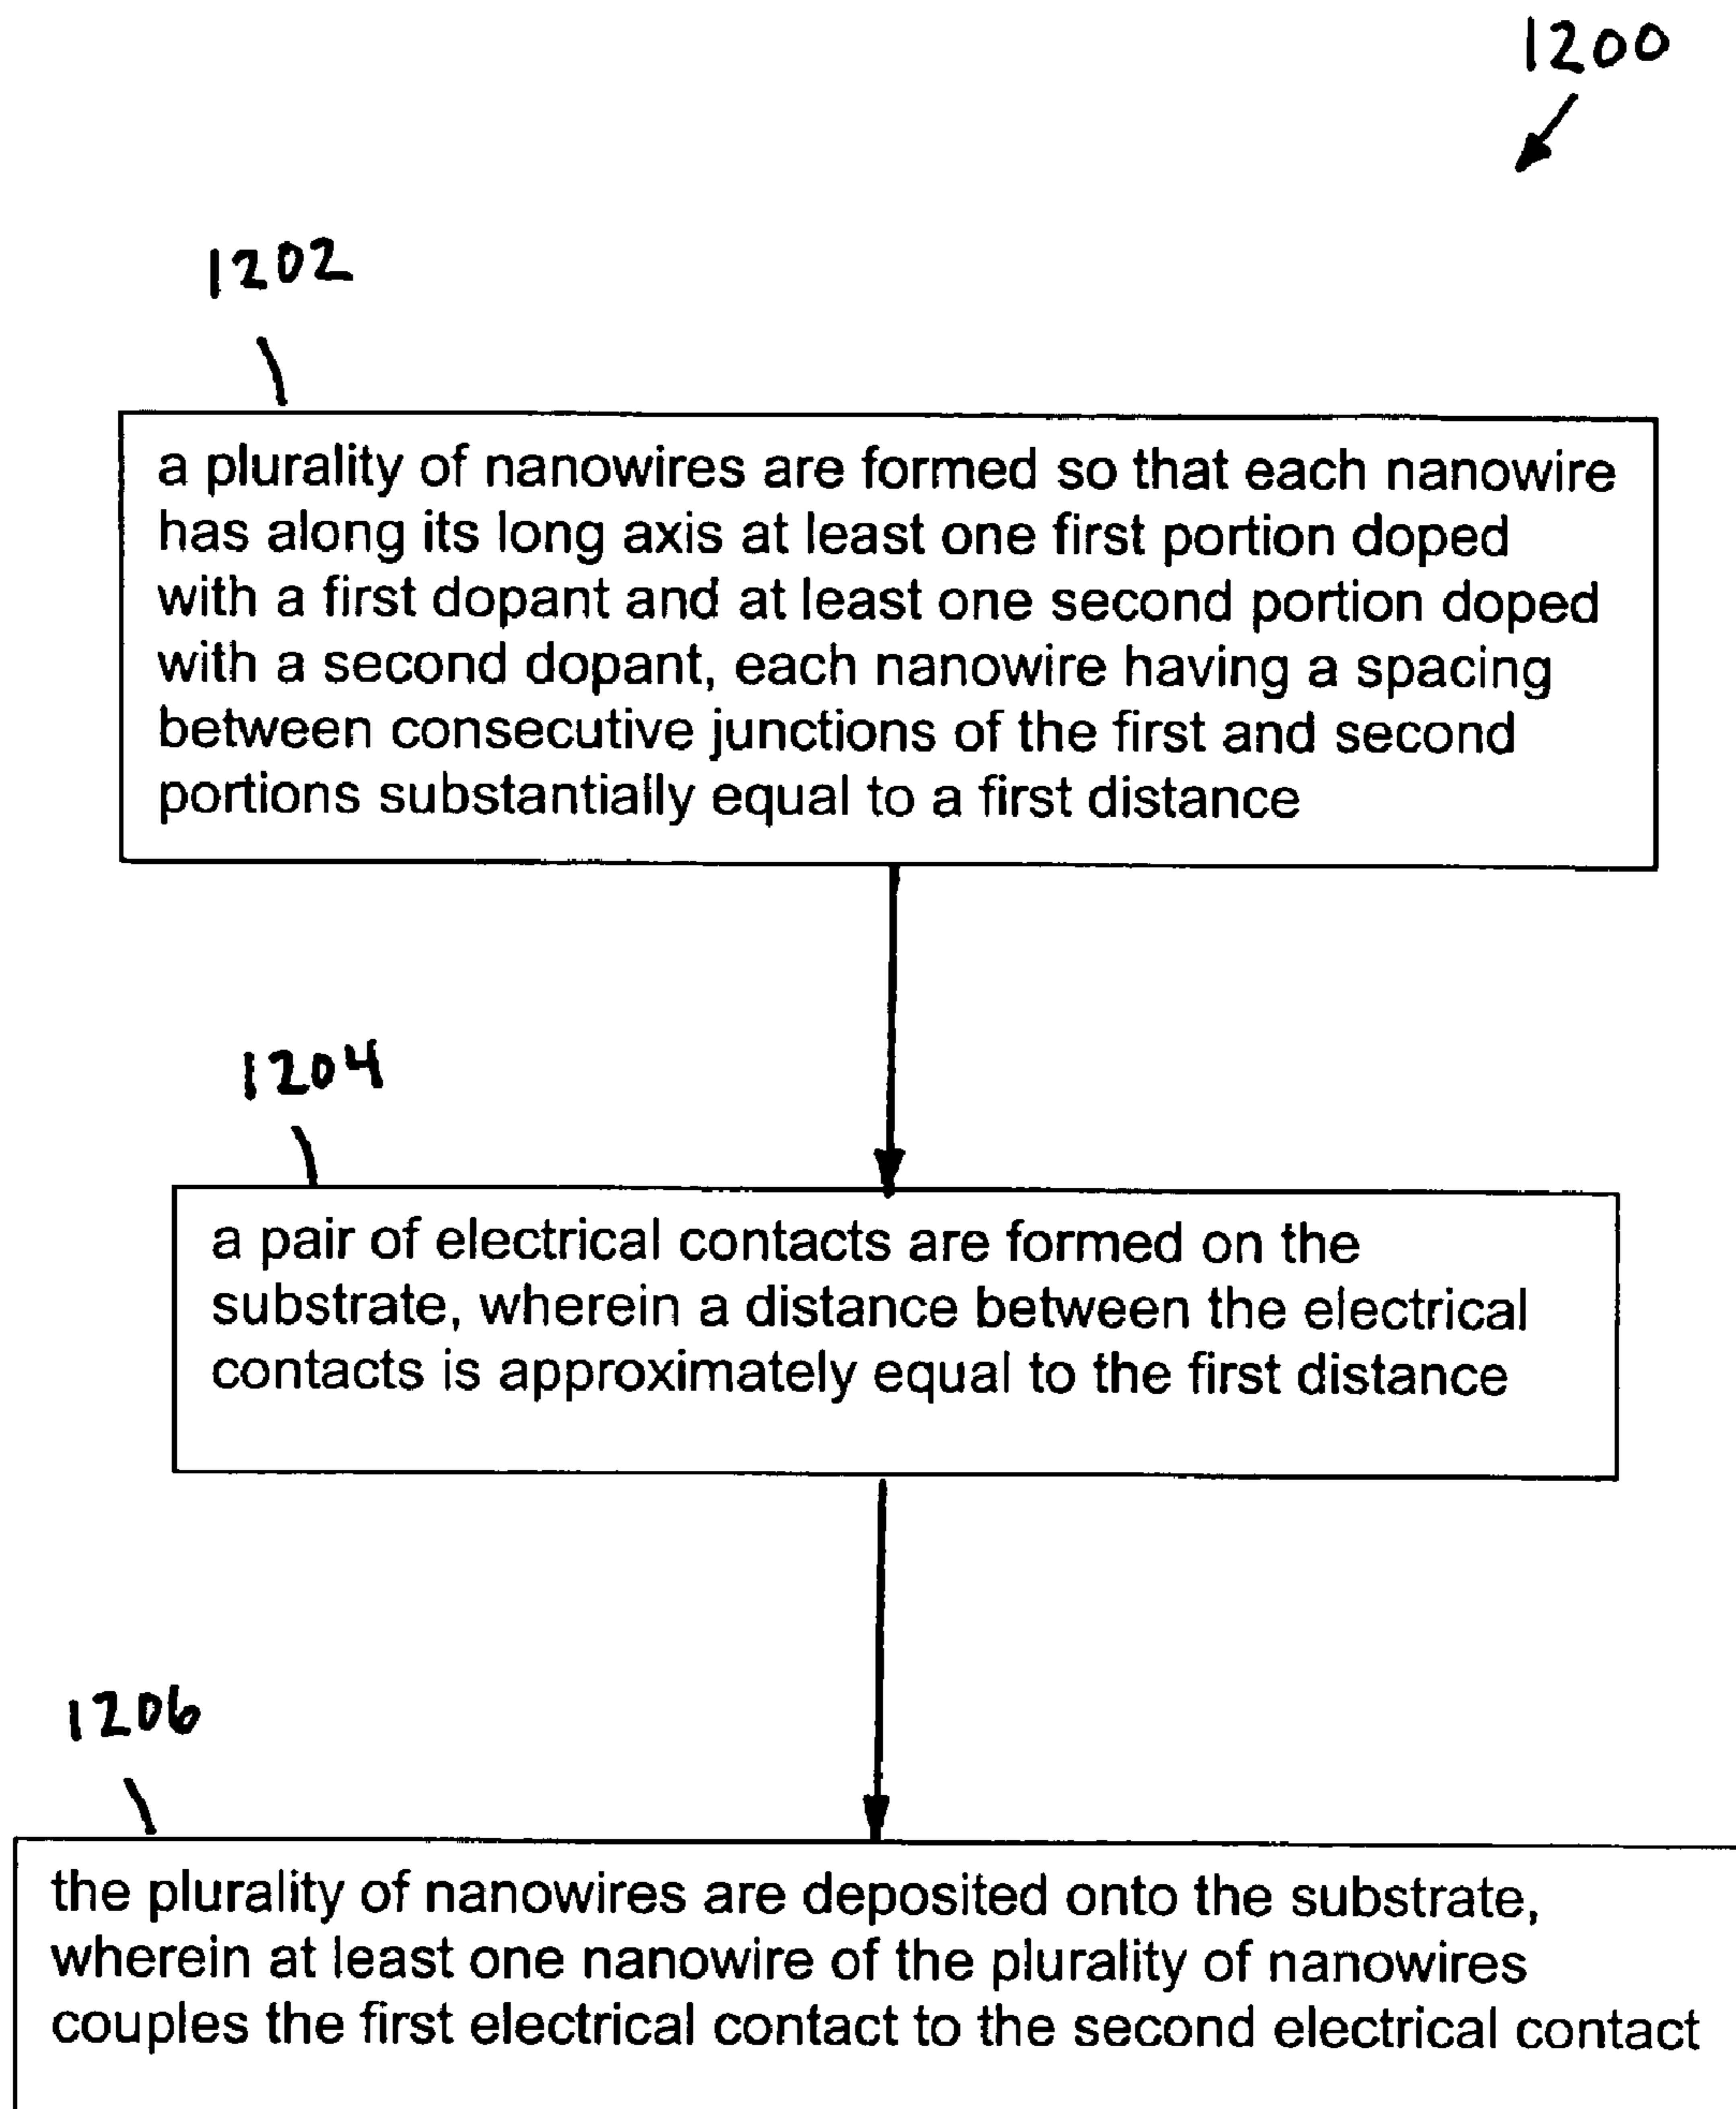 1200
1202
a plurality of nanowires are formed so that each nanowire
has along its long axis at least one first portion doped
with a first dopant and at least one second portion doped
with a second dopant, each nanowire having a spacing
between consecutive junctions of the first and second
portions substantially equal to a first distance
1204
a pair of electrical contacts are formed on the
substrate, wherein a distance between the electrical
contacts is approximately equal to the first distance
1206
the plurality of nanowires are deposited onto the substrate,
wherein at least one nanowire of the plurality of nanowires
couples the first electrical contact to the second electrical contact